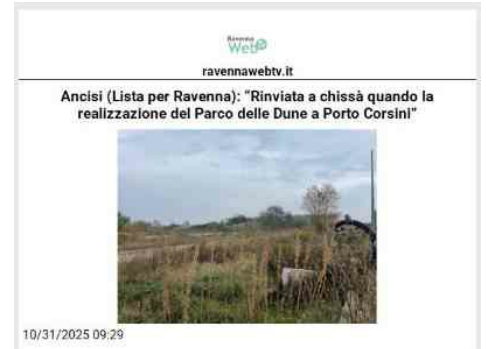 Ravenna
Web
ravennawebtv.it
Ancisi (Lista per Ravenna): "Rinviata a chissà quando la
realizzazione del Parco delle Dune a Porto Corsini"
10/31/2025 09:29